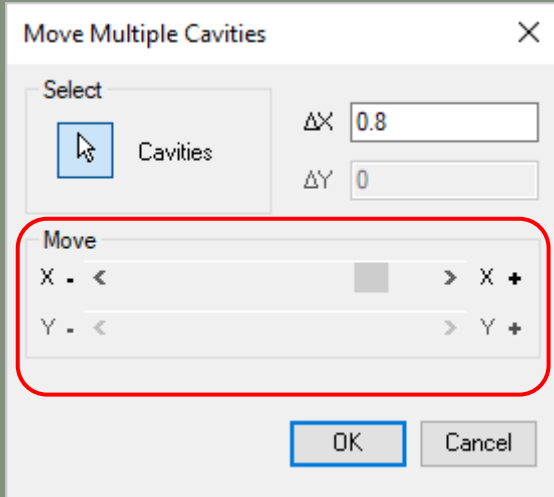 Move Multiple Cavities
Select
Cavities
ΔX 0.8
ΔY 0
Move
X - < > X +
Y - < > Y +
OK Cancel